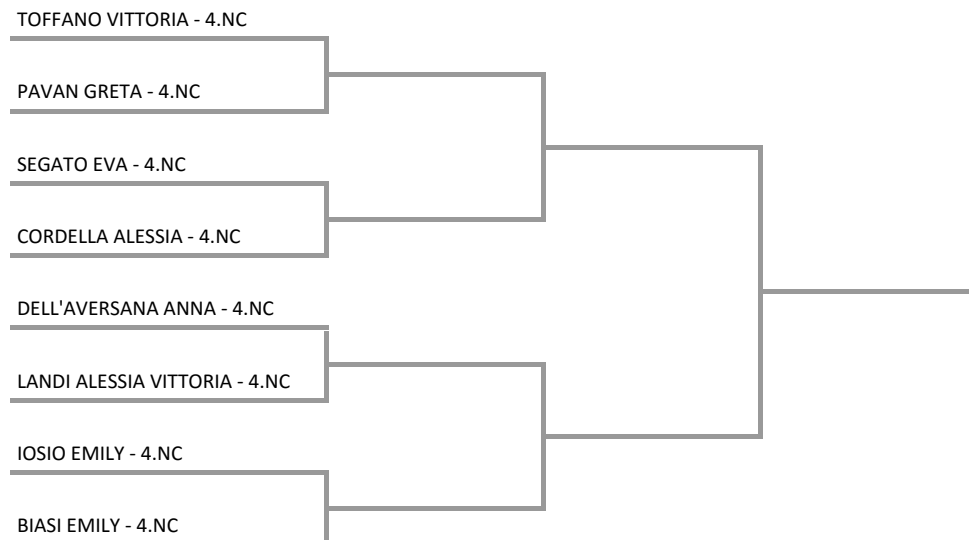 TOFFANO VITTORIA - 4.NC
PAVAN GRETA - 4.NC
SEGATO EVA - 4.NC
CORDELLA ALESSIA - 4.NC
DELL'AVERSANA ANNA - 4.NC
LANDI ALESSIA VITTORIA - 4.NC
IOSIO EMILY - 4.NC
BIASI EMILY - 4.NC